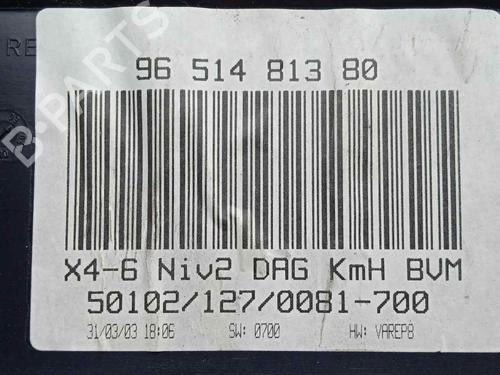 RE
B-PARTS
96 514 813 80
X4-6 Niv2 DAG KmH BVM
50102/127/0081-700
31/03/03 18:06 SW: 0700 HW: VAREP8